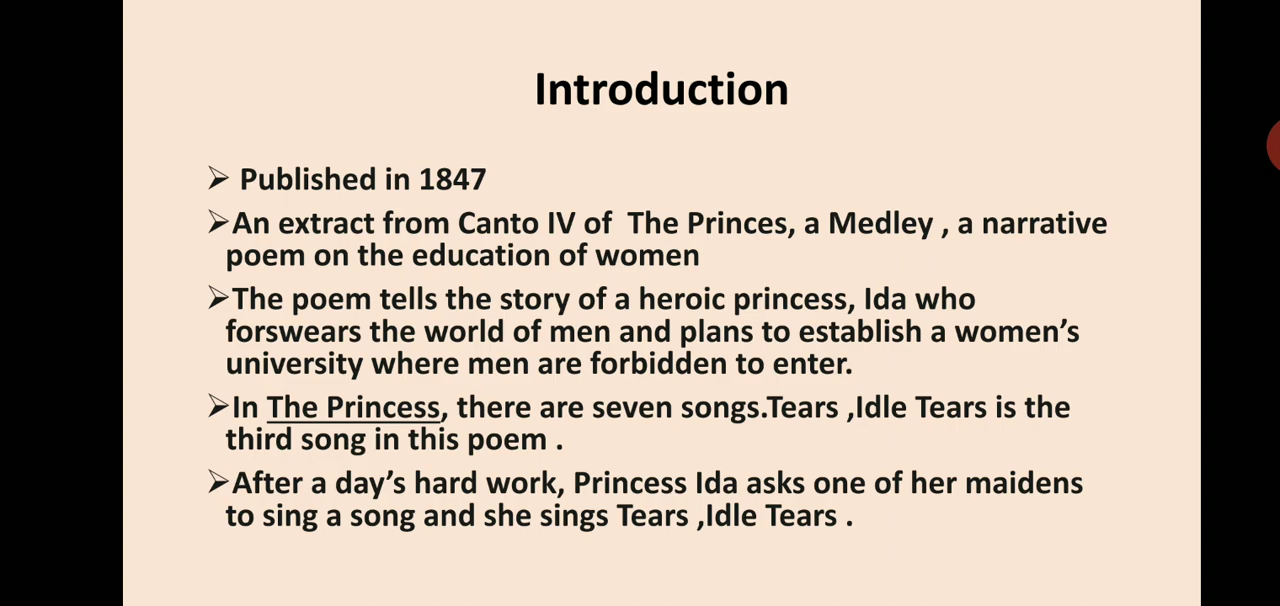 Introduction
➢ Published in 1847
➢An extract from Canto IV of The Princes, a Medley , a narrative
poem on the education of women
➢The poem tells the story of a heroic princess, Ida who
forswears the world of men and plans to establish a women’s
university where men are forbidden to enter.
➢In The Princess, there are seven songs.Tears ,Idle Tears is the
third song in this poem .
➢After a day’s hard work, Princess Ida asks one of her maidens
to sing a song and she sings Tears ,Idle Tears .